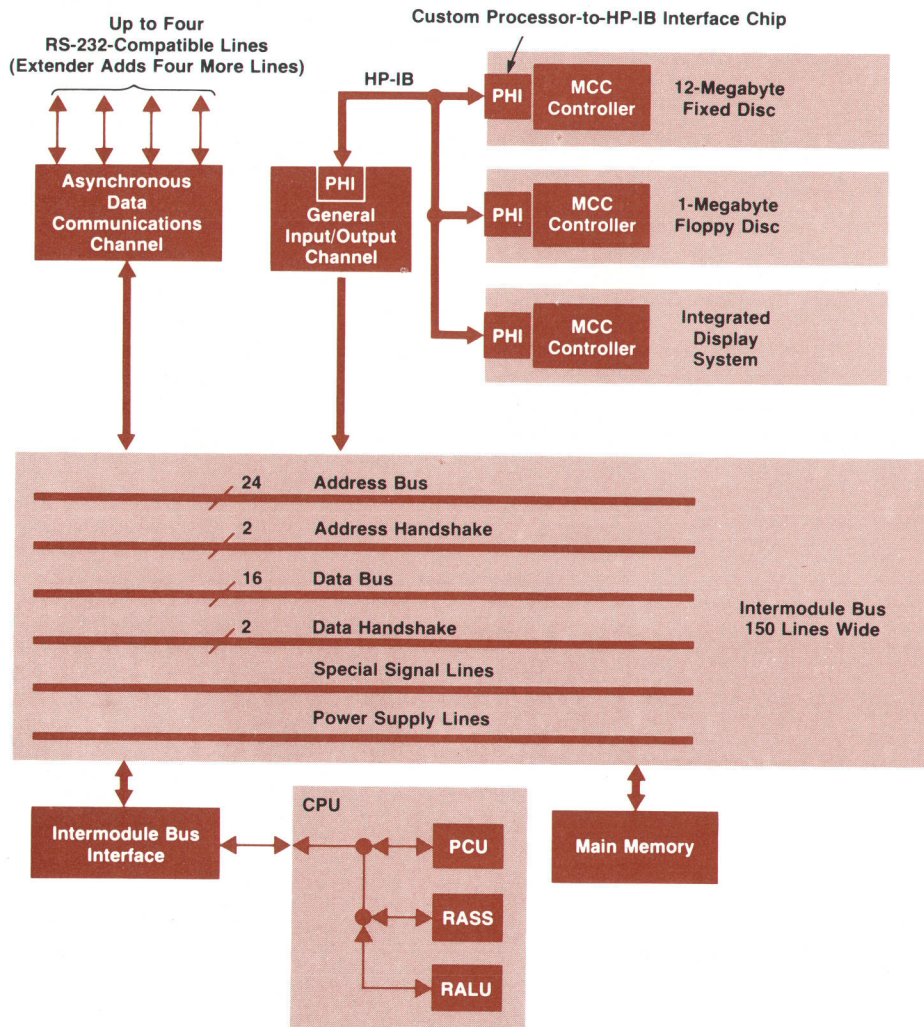 Up to Four
RS-232-Compatible Lines
(Extender Adds Four More Lines)
Custom Processor-to-HP-IB Interface Chip
HP-IB
PHI
MCC
Controller
12-Megabyte
Fixed Disc
Asynchronous
Data
Communications
Channel
PHI
General
Input/Output
Channel
PHI
MCC
Controller
1-Megabyte
Floppy Disc
PHI
MCC
Controller
Integrated
Display
System
24 Address Bus
2 Address Handshake
16 Data Bus
2 Data Handshake
Special Signal Lines
Power Supply Lines
Intermodule Bus
150 Lines Wide
Intermodule Bus
Interface
CPU
PCU
RASS
RALU
Main Memory